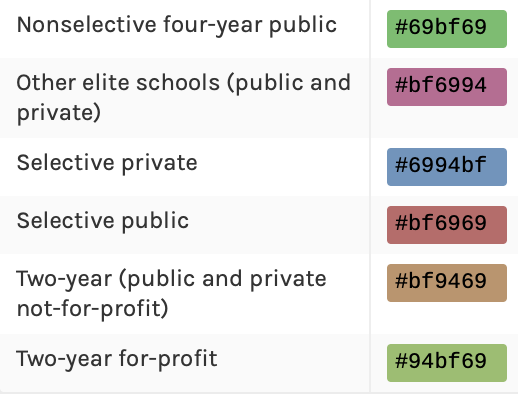 Nonselective four-year public #69bf69
Other elite schools (public and #bf6994
private)
Selective private #6994bf
Selective public #bf6969
Two-year (public and private #bf9469
not-for-profit)
Two-year for-profit #94bf69